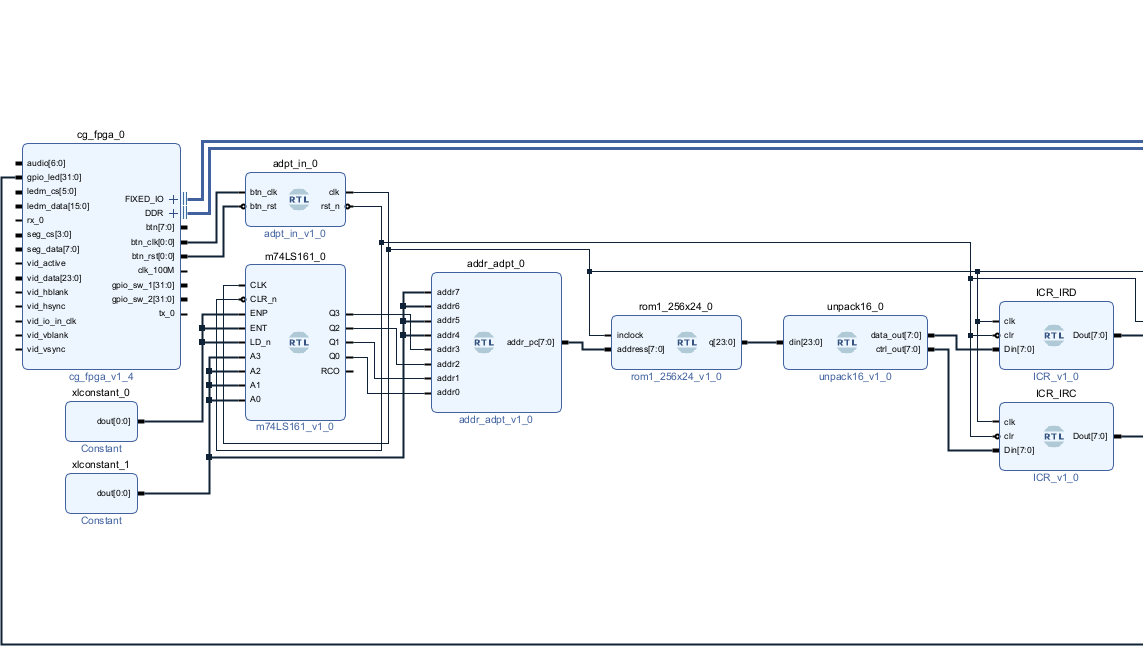 cg_fpga_0
audio[6:0]
gpio_led[31:0]
ledm_cs[5:0]
ledm_data[15:0]
rx_0
seg_cs[3:0]
seg_data[7:0]
vid_active
vid_data[23:0]
vid_hblank
vid_hsync
vid_io_in_clk
vid_vblank
vid_vsync
FIXED_IO
DDR
btn[7:0]
btn_clk[0:0]
btn_rst[0:0]
clk_100M
gpio_sw_1[31:0]
gpio_sw_2[31:0]
tx_0
cg_fpga_v1_4
xlconstant_0
dout[0:0]
Constant
xlconstant_1
dout[0:0]
Constant
adpt_in_0
btn_clk
btn_rst
RTL
clk
rst_n
adpt_in_v1_0
m74LS161_0
CLK
CLR_n
ENP
ENT
LD_n
A3
A2
A1
A0
RTL
Q3
Q2
Q1
Q0
RCO
m74LS161_v1_0
addr_adpt_0
addr7
addr6
addr5
addr4
addr3
addr2
addr1
addr0
RTL
addr_pc[7:0]
addr_adpt_v1_0
rom1_256x24_0
inclock
address[7:0]
RTL
q[23:0]
rom1_256x24_v1_0
unpack16_0
din[23:0]
RTL
data_out[7:0]
ctrl_out[7:0]
unpack16_v1_0
ICR_IRD
clk
clr
Din[7:0]
RTL
Dout[7:0]
ICR_v1_0
ICR_IRC
clk
clr
Din[7:0]
RTL
Dout[7:0]
ICR_v1_0